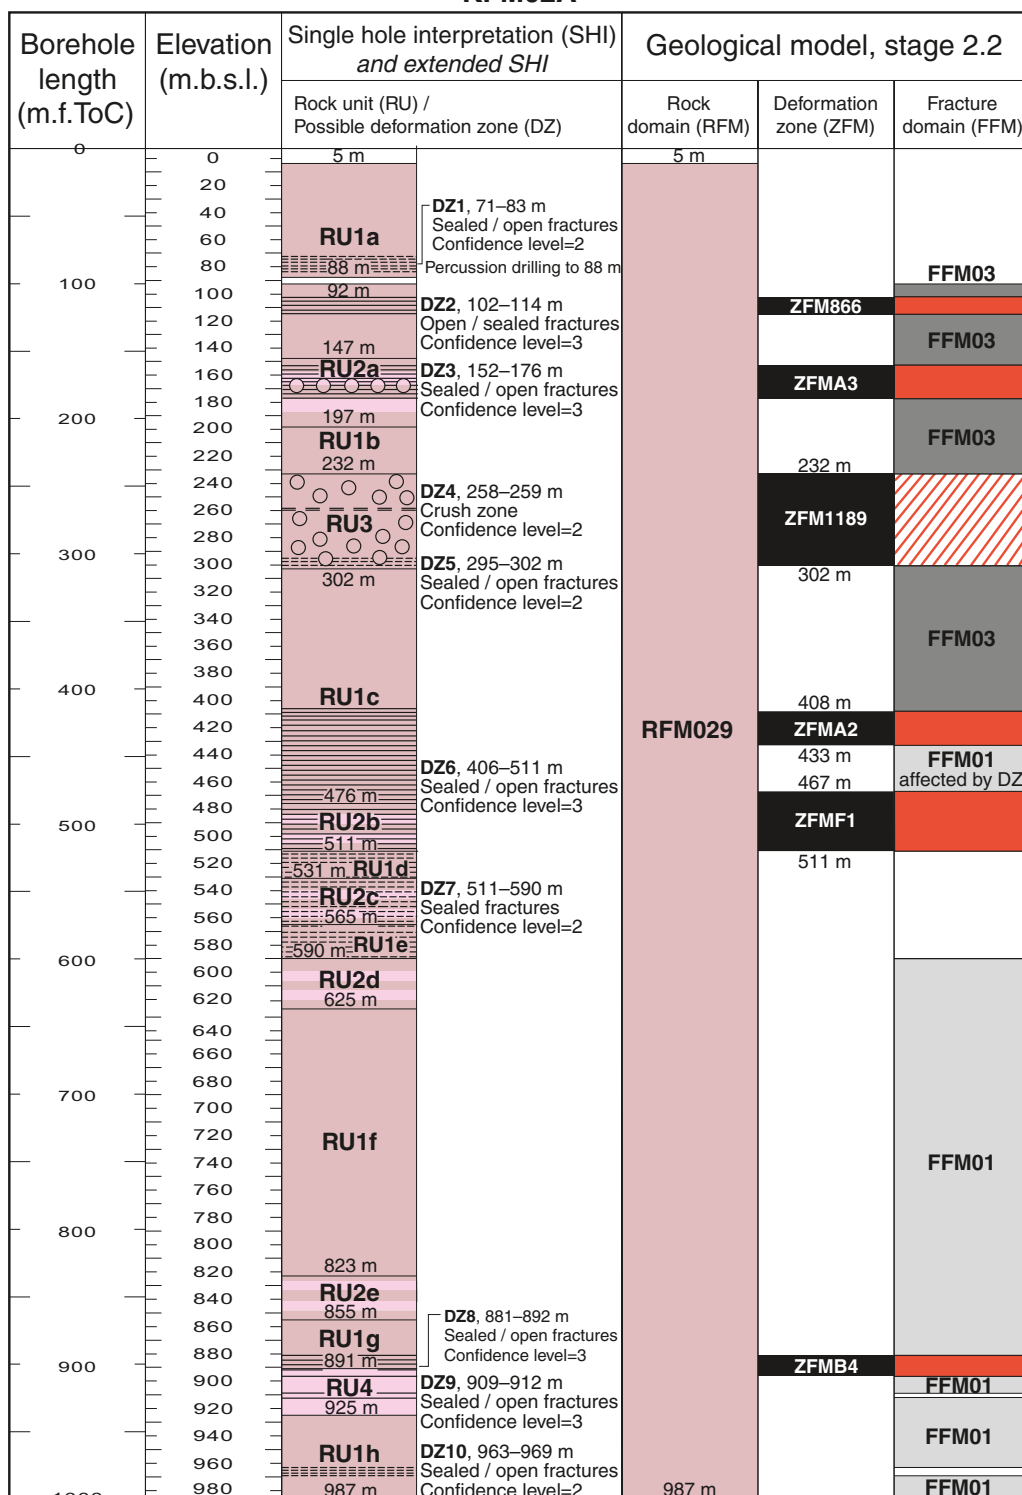 Borehole
length
(m.f.ToC)
Elevation
(m.b.s.l.)
Single hole interpretation (SHI)
and extended SHI
Geological model, stage 2.2
Rock unit (RU) /
Possible deformation zone (DZ)
Rock
domain (RFM)
Deformation
zone (ZFM)
Fracture
domain (FFM)
0
100
200
300
400
500
600
700
800
900
0
20
40
60
80
100
120
140
160
180
200
220
240
260
280
300
320
340
360
380
400
420
440
460
480
500
520
540
560
580
600
620
640
660
680
700
720
740
760
780
800
820
840
860
880
900
920
940
960
980
5 m
RU1a
88 m
92 m
147 m
RU2a
197 m
RU1b
232 m
RU3
302 m
RU1c
476 m
RU2b
511 m
531 m RU1d
RU2c
565 m
590 m RU1e
RU2d
625 m
RU1f
823 m
RU2e
855 m
RU1g
891 m
RU4
925 m
RU1h
987 m
DZ1, 71–83 m
Sealed / open fractures
Confidence level=2
Percussion drilling to 88 m
DZ2, 102–114 m
Open / sealed fractures
Confidence level=3
DZ3, 152–176 m
Sealed / open fractures
Confidence level=3
DZ4, 258–259 m
Crush zone
Confidence level=2
DZ5, 295–302 m
Sealed / open fractures
Confidence level=2
DZ6, 406–511 m
Sealed / open fractures
Confidence level=3
DZ7, 511–590 m
Sealed fractures
Confidence level=2
DZ8, 881–892 m
Sealed / open fractures
Confidence level=3
DZ9, 909–912 m
Sealed / open fractures
Confidence level=3
DZ10, 963–969 m
Sealed / open fractures
Confidence level=2
5 m
RFM029
987 m
ZFM866
ZFMA3
232 m
ZFM1189
302 m
408 m
ZFMA2
433 m
467 m
ZFMF1
511 m
ZFMB4
FFM03
FFM03
FFM03
FFM03
FFM01
affected by DZ
FFM01
FFM01
FFM01
FFM01